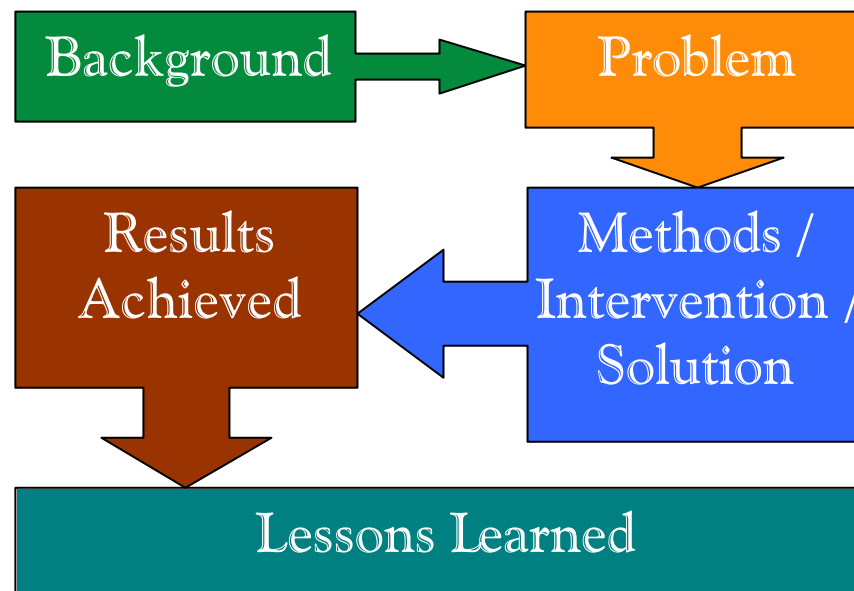 Background
Problem
Methods /
Intervention /
Solution
Results
Achieved
Lessons Learned